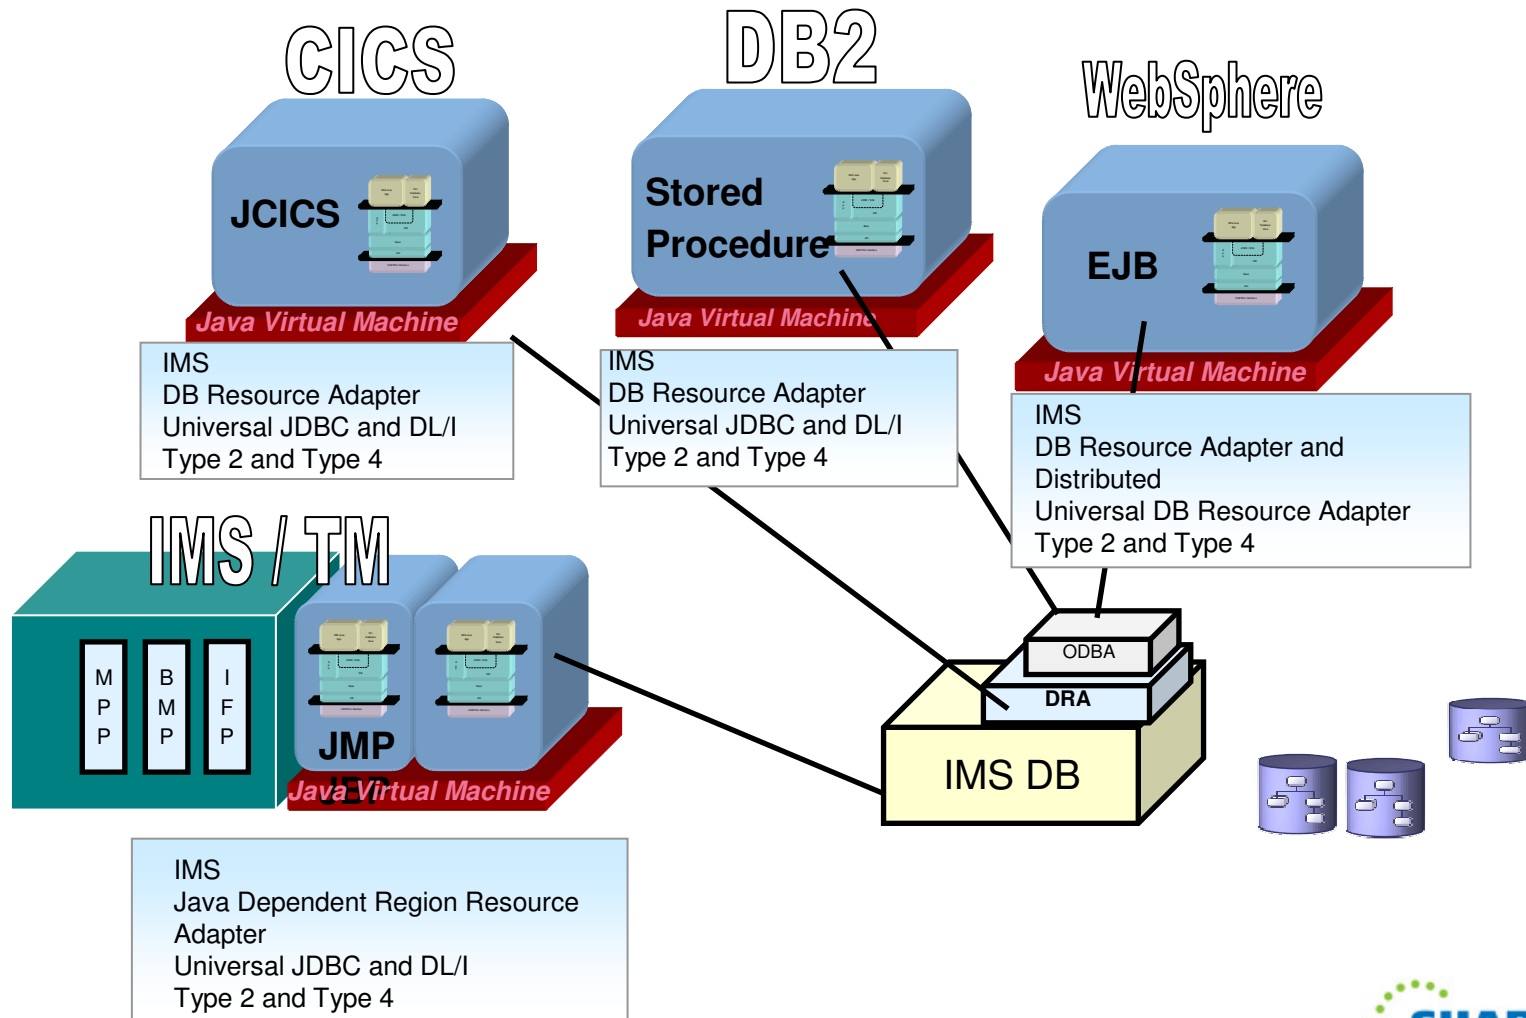 CICS
DB2
WebSphere
JCICS
Stored
Procedure
EJB
Java Virtual Machine
Java Virtual Machine
Java Virtual Machine
IMS
DB Resource Adapter
Universal JDBC and DL/I
Type 2 and Type 4
IMS
DB Resource Adapter
Universal JDBC and DL/I
Type 2 and Type 4
IMS
DB Resource Adapter and
Distributed
Universal DB Resource Adapter
Type 2 and Type 4
IMS / TM
MPP
BMP
IFP
JMP
JBP
Java Virtual Machine
ODBA
DRA
IMS DB
IMS
Java Dependent Region Resource
Adapter
Universal JDBC and DL/I
Type 2 and Type 4